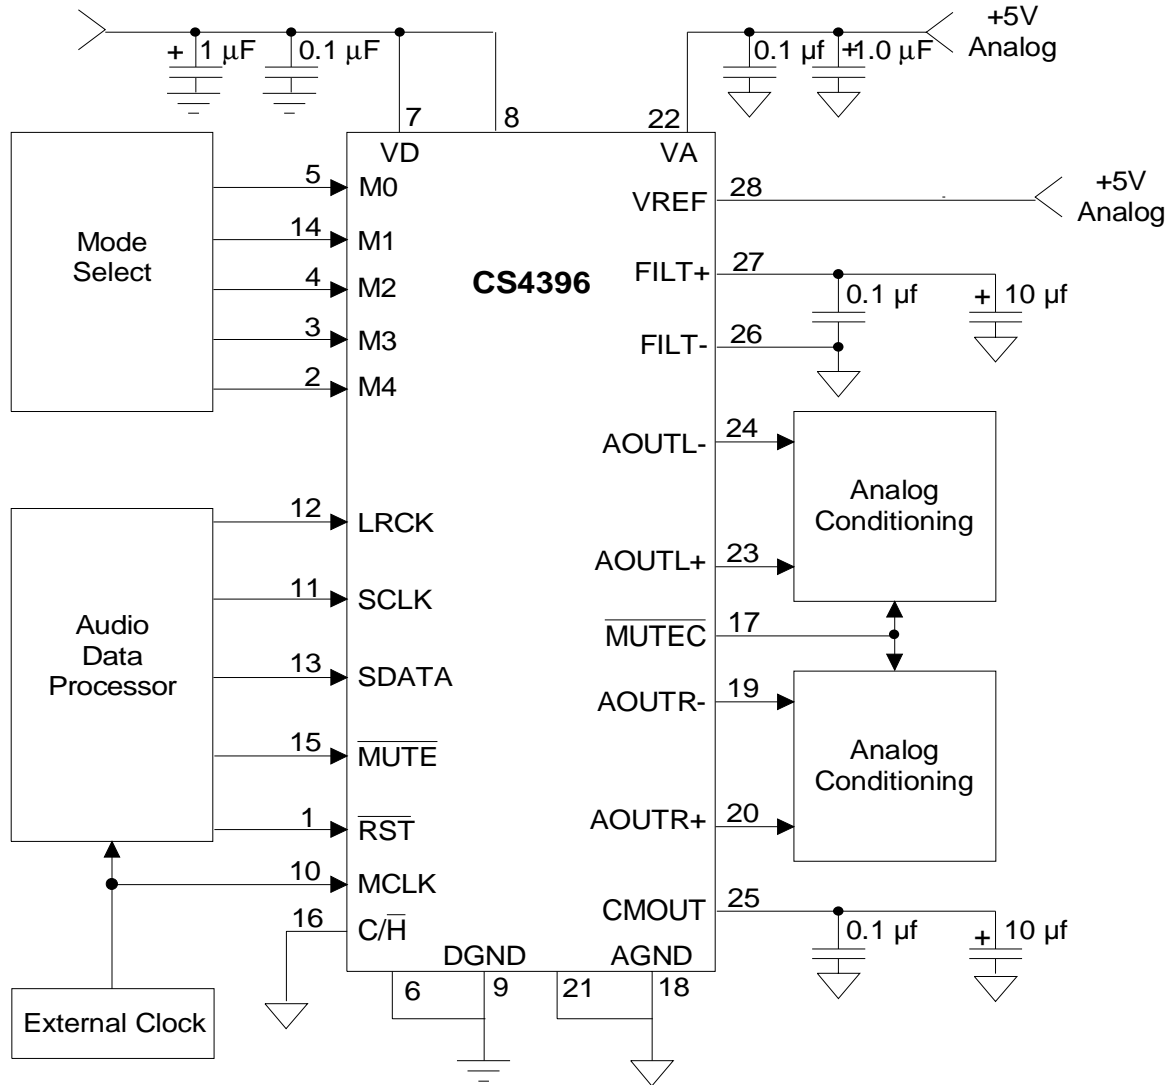 + 1 µF 0.1 µF
0.1 µf + 1.0 µF
+5V
Analog
7 8 22
VD VA
Mode
Select
5 M0
14 M1
4 M2
3 M3
2 M4
CS4396
VREF 28
+5V
Analog
FILT+ 27
0.1 µf + 10 µf
FILT- 26
AOUTL- 24
Analog
Conditioning
AOUTL+ 23
MUTEC 17
AOUTR- 19
Analog
Conditioning
AOUTR+ 20
Audio
Data
Processor
12 LRCK
11 SCLK
13 SDATA
15 MUTE
1 RST
10 MCLK
16 C/H
CMOUT 25
0.1 µf + 10 µf
DGND AGND
6 9 21 18
External Clock